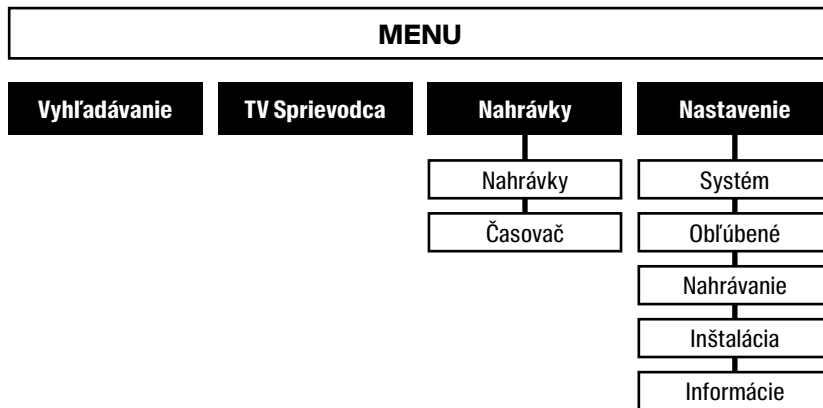 MENU
Vyhľadávanie
TV Sprievodca
Nahrávky
Nastavenie
Nahrávky
Systém
Časovač
Obľúbené
Nahrávanie
Inštalácia
Informácie